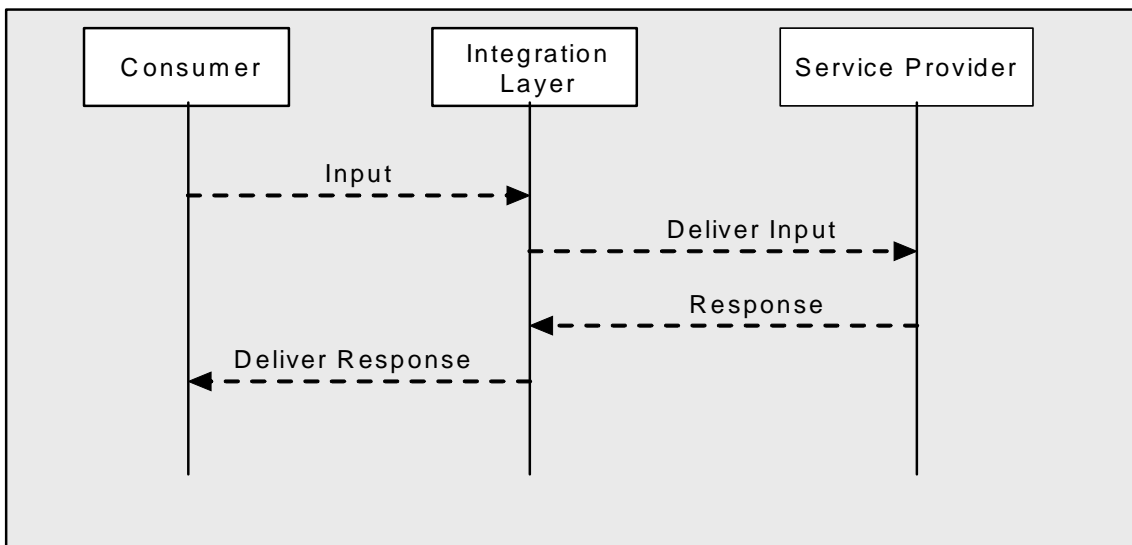 Consumer
Integration
Layer
Service Provider
Input
Deliver Input
Response
Deliver Response